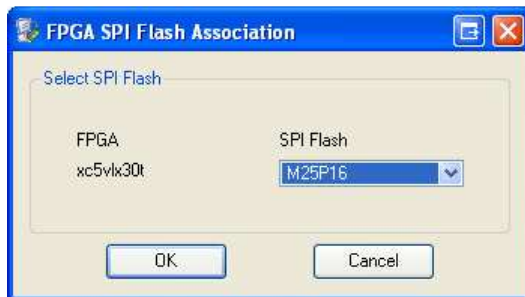 FPGA SPI Flash Association
Select SPI Flash
FPGA SPI Flash
xc5vlx30t M25P16
OK Cancel